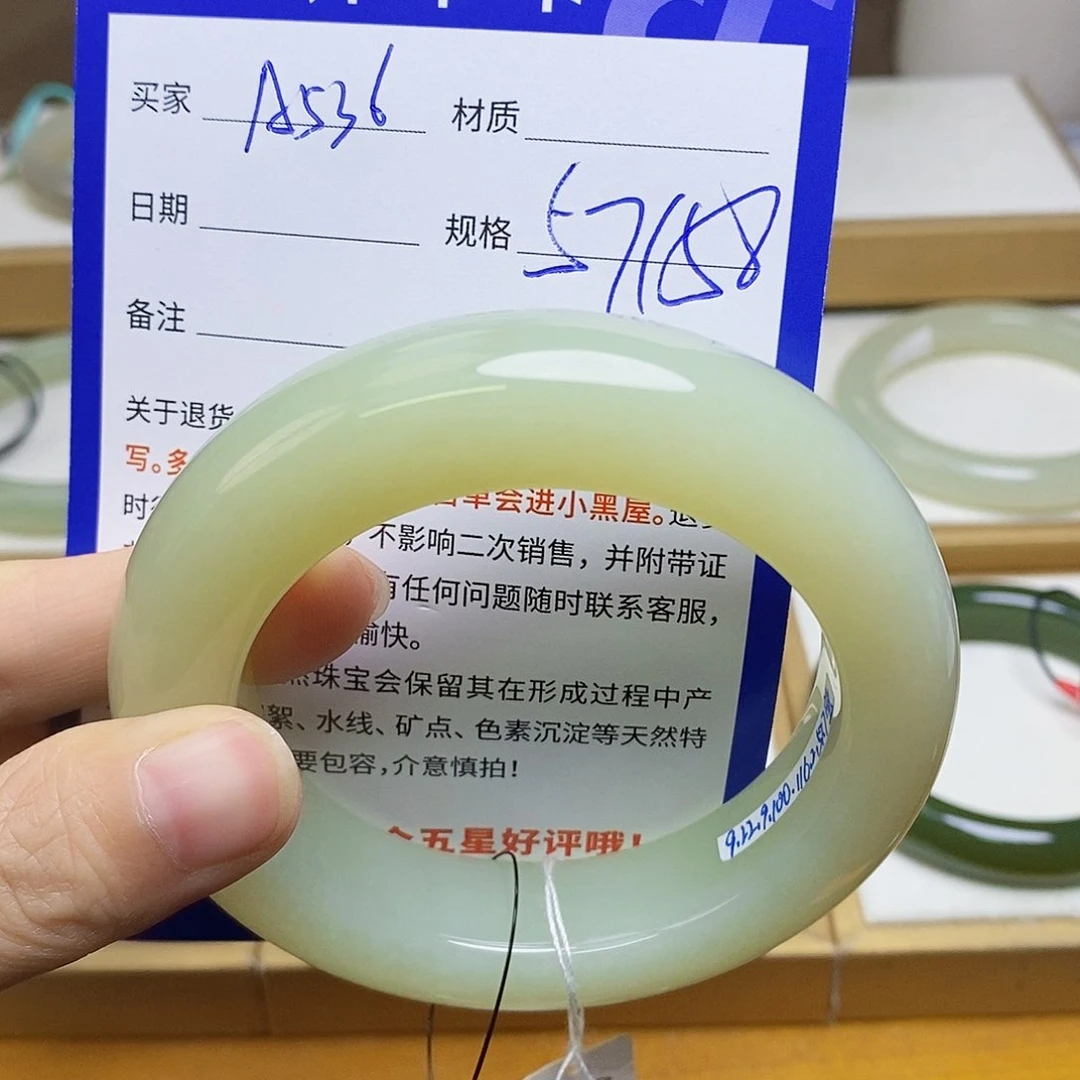 买家 A536 材质
日期 规格 57/58
备注
关于退货
写。多
时
单会进小黑屋。退
不影响二次销售，并附带证
有任何问题随时联系客服，
愉快。
然珠宝会保留其在形成过程中产
絮、水线、矿点、色素沉淀等天然特
要包容，介意慎拍！
五星好评哦！